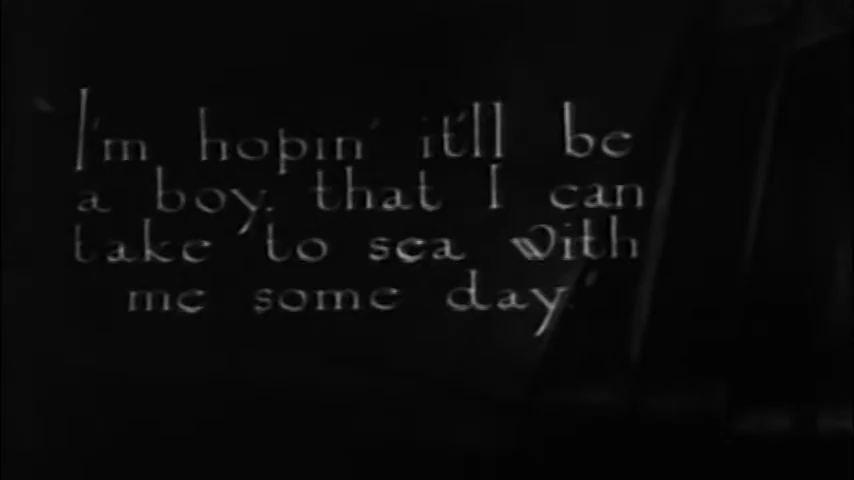 "I'm hopin' it'll be
a boy, that I can
take to sea with
me some day."